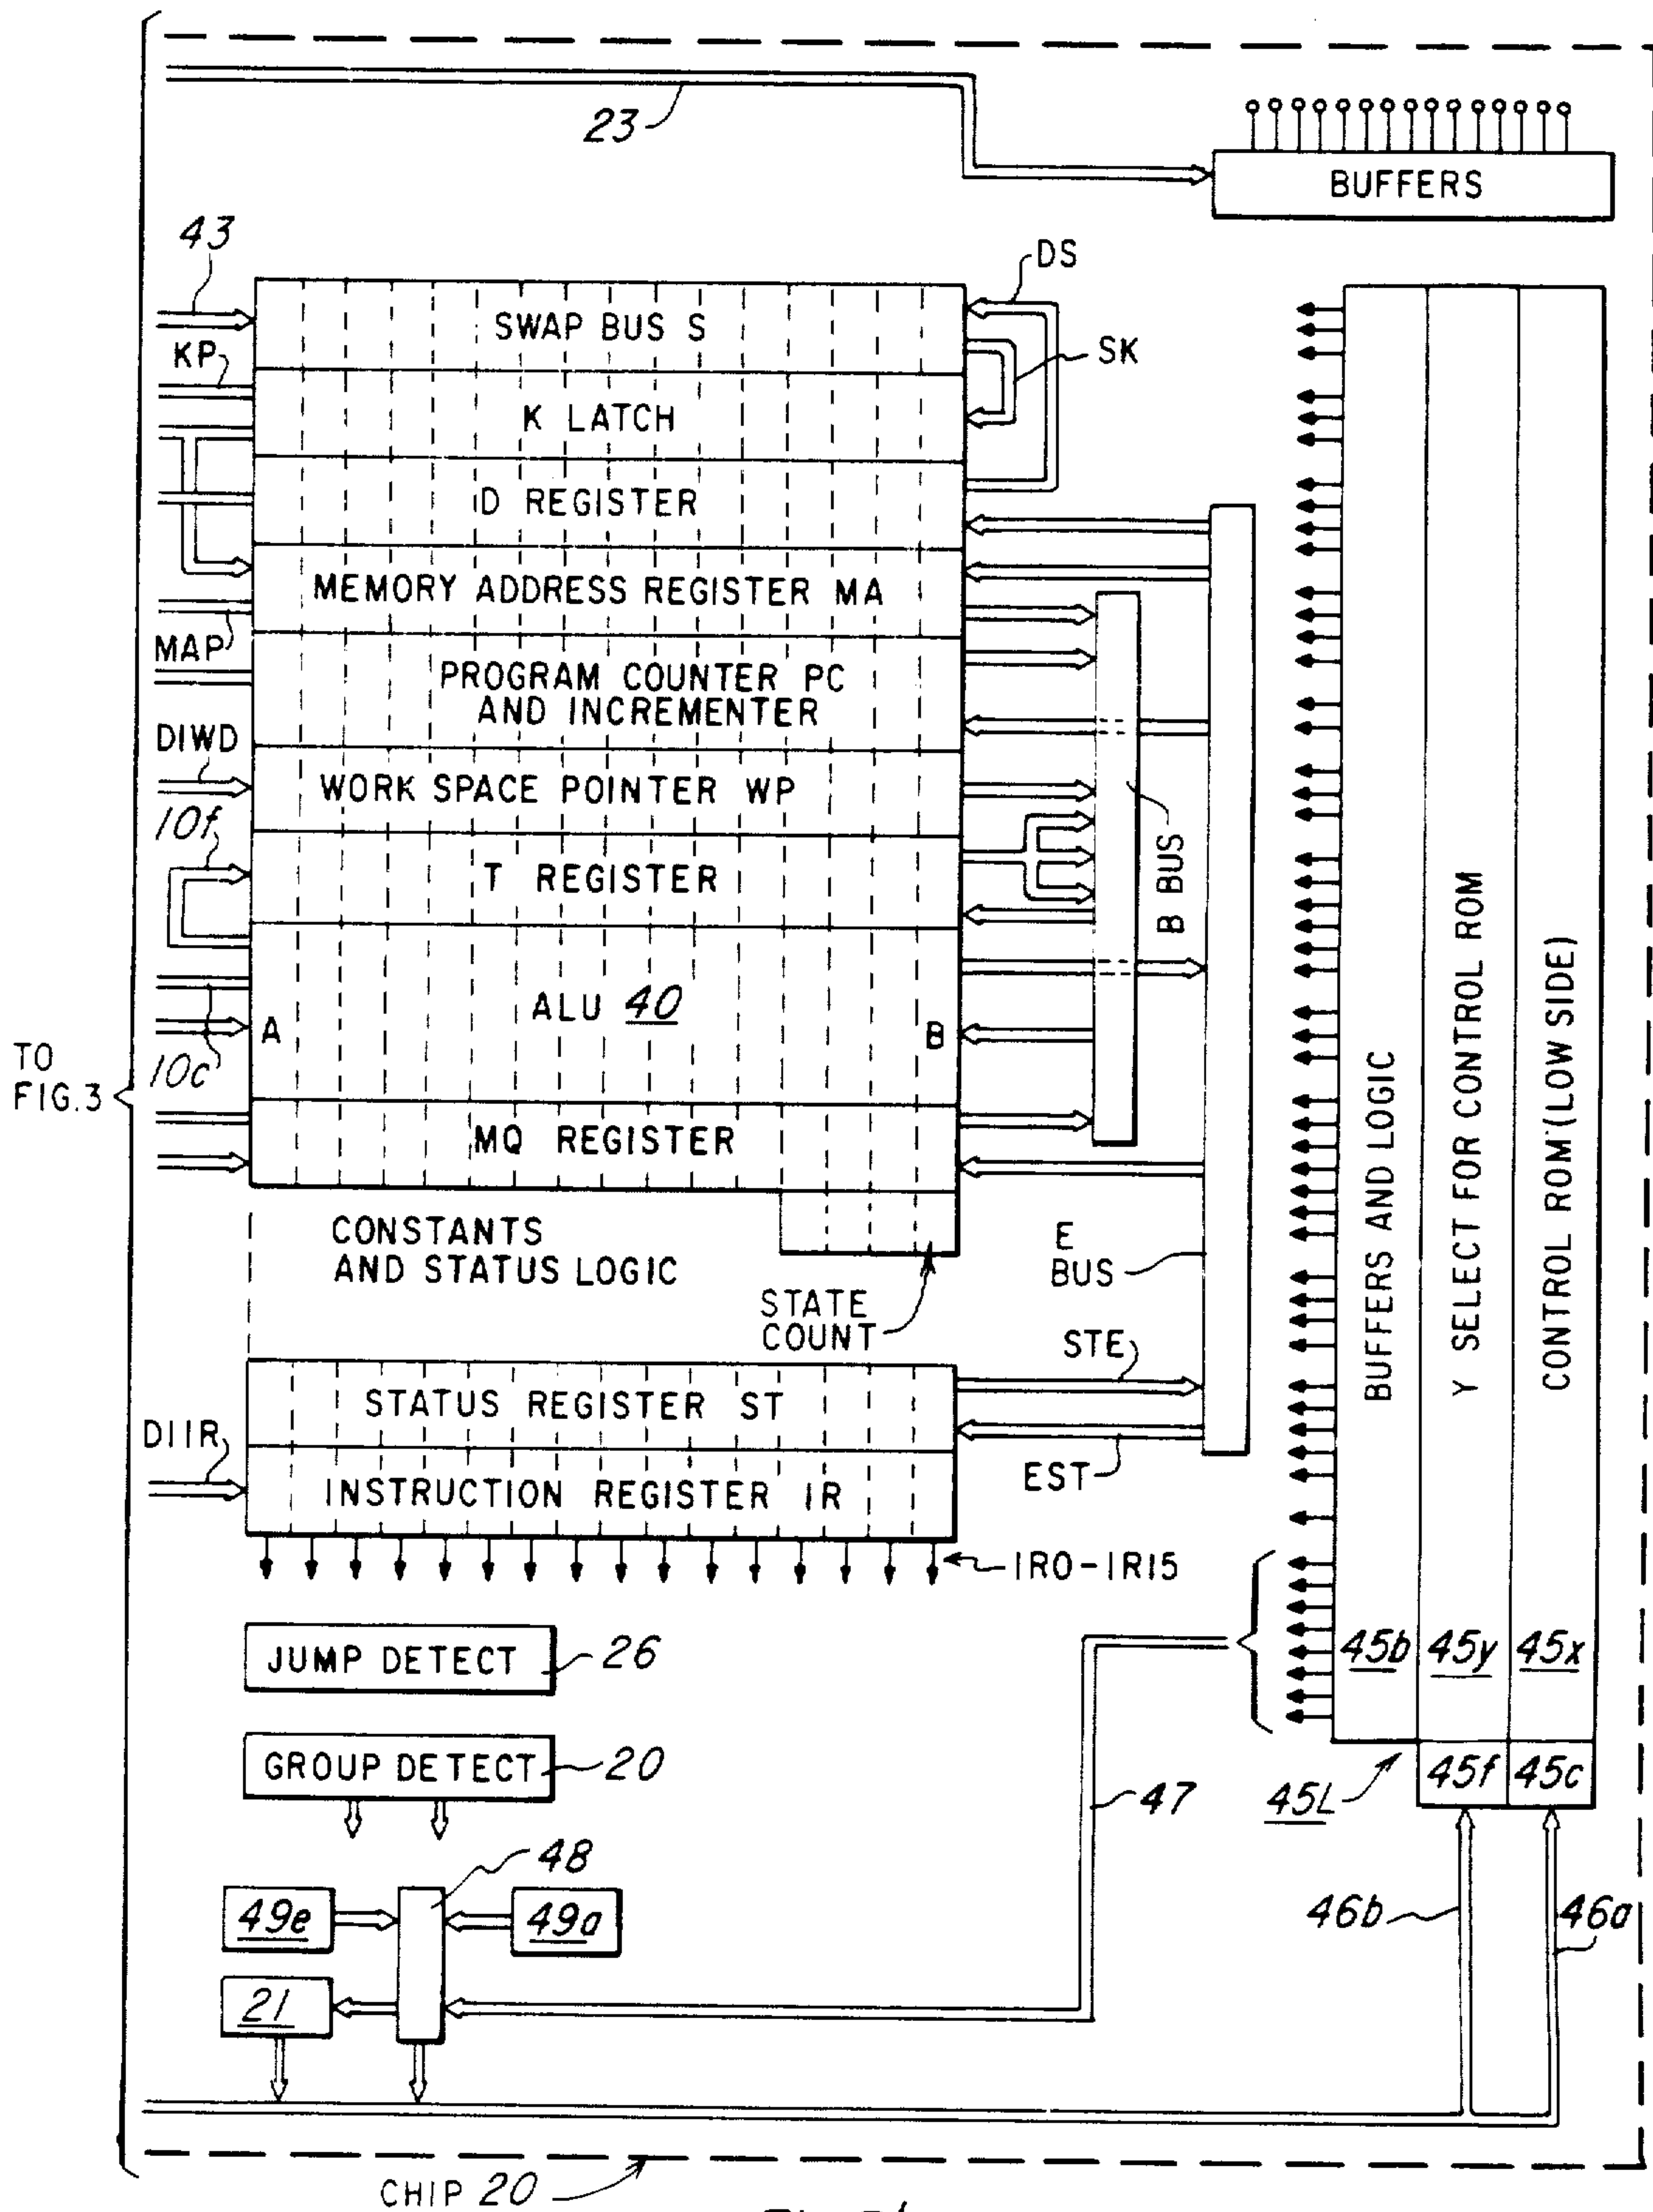 23
BUFFERS
43
DS
SWAP BUS S
KP
SK
K LATCH
D REGISTER
MEMORY ADDRESS REGISTER MA
MAP
PROGRAM COUNTER PC
AND INCREMENTER
DIWD
WORK SPACE POINTER WP
10f
T REGISTER
B BUS
ALU 40
A
B
10c
TO
FIG.3
MQ REGISTER
CONSTANTS
AND STATUS LOGIC
E
BUS
STATE
COUNT
STE
STATUS REGISTER ST
DIIR
EST
INSTRUCTION REGISTER IR
IR0-IR15
BUFFERS AND LOGIC
Y SELECT FOR CONTROL ROM
CONTROL ROM (LOW SIDE)
JUMP DETECT
26
45b
45y
45x
GROUP DETECT
20
45f
45c
47
45L
48
49e
49a
46b
46a
21
CHIP 20